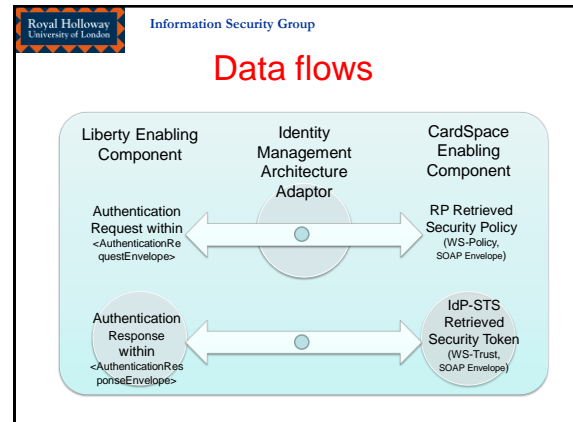 Royal Holloway
University of London
Information Security Group
Data flows
Liberty Enabling
Component
Identity
Management
Architecture
Adaptor
CardSpace
Enabling
Component
Authentication
Request within
<AuthenticationRe
questEnvelope>
RP Retrieved
Security Policy
(WS-Policy,
SOAP Envelope)
Authentication
Response
within
<AuthenticationRes
ponseEnvelope>
IdP-STS
Retrieved
Security Token
(WS-Trust,
SOAP Envelope)